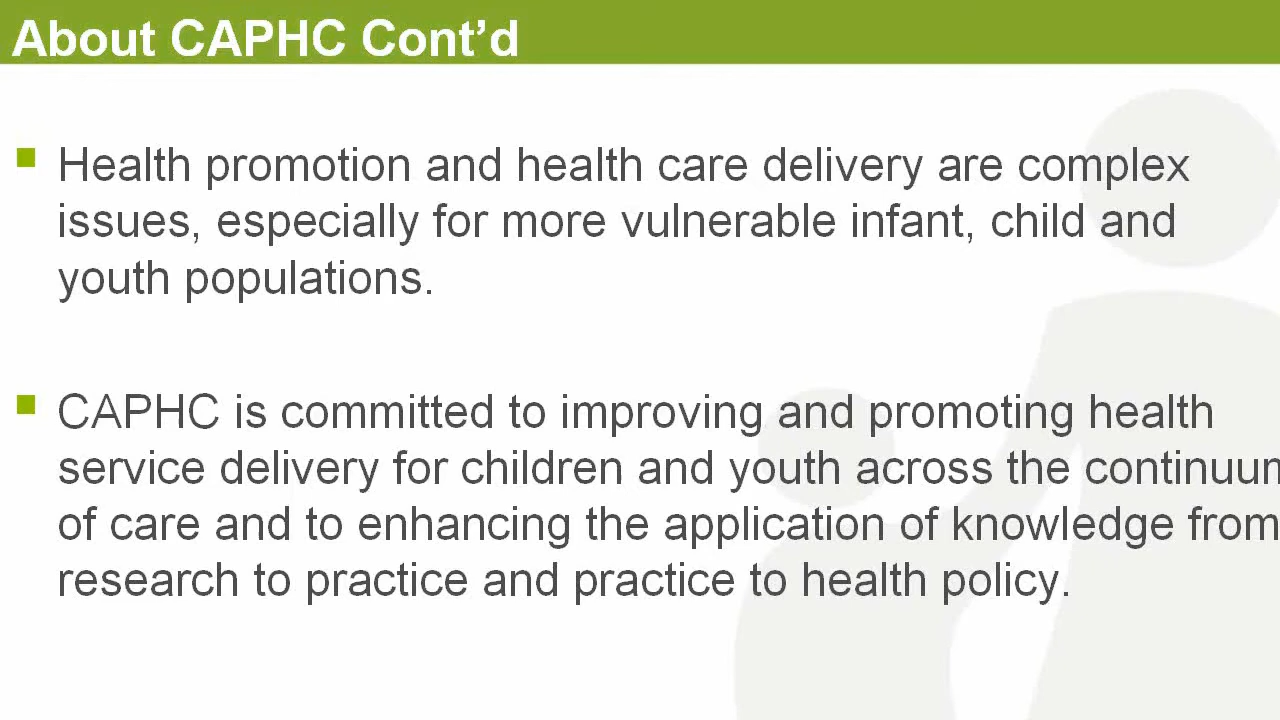 About CAPHC Cont’d
Health promotion and health care delivery are complex
issues, especially for more vulnerable infant, child and
youth populations.
CAPHC is committed to improving and promoting health
service delivery for children and youth across the continuum
of care and to enhancing the application of knowledge from
research to practice and practice to health policy.